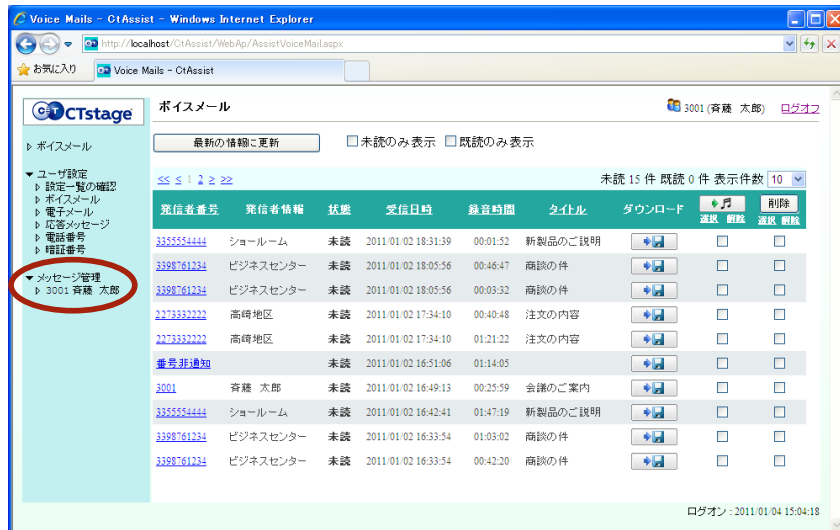 Voice Mails - CtAssist - Windows Internet Explorer
http://localhost/CtAssist/WebAp/AssistVoiceMail.aspx
お気に入り Voice Mails - CtAssist
CTstage
ボイスメール 3001 (斉藤 太郎) ログオフ
最新の情報に更新 未読のみ表示 既読のみ表示
ボイスメール
ユーザ設定
設定一覧の確認
ボイスメール
電子メール
応答メッセージ
電話番号
暗証番号
メッセージ管理
3001 斉藤 太郎
<< < 1 2 > >> 未読 15 件 既読 0 件 表示件数 10
発信者番号 発信者情報 状態 受信日時 録音時間 タイトル ダウンロード 選択 解除 削除 選択 解除
3355554444 ショールーム 未読 2011/01/02 18:31:39 00:01:52 新製品のご説明
3398761234 ビジネスセンター 未読 2011/01/02 18:05:56 00:46:47 商談の件
3398761234 ビジネスセンター 未読 2011/01/02 18:05:56 00:03:32 商談の件
2273332222 高崎地区 未読 2011/01/02 17:34:10 00:40:48 注文の内容
2273332222 高崎地区 未読 2011/01/02 17:34:10 01:21:22 注文の内容
番号非通知 未読 2011/01/02 16:51:06 01:14:05
3001 斉藤 太郎 未読 2011/01/02 16:49:13 00:25:59 会議のご案内
3355554444 ショールーム 未読 2011/01/02 16:42:41 01:47:19 新製品のご説明
3398761234 ビジネスセンター 未読 2011/01/02 16:33:54 01:03:02 商談の件
3398761234 ビジネスセンター 未読 2011/01/02 16:33:54 00:42:20 商談の件
ログオン : 2011/01/04 15:04:18